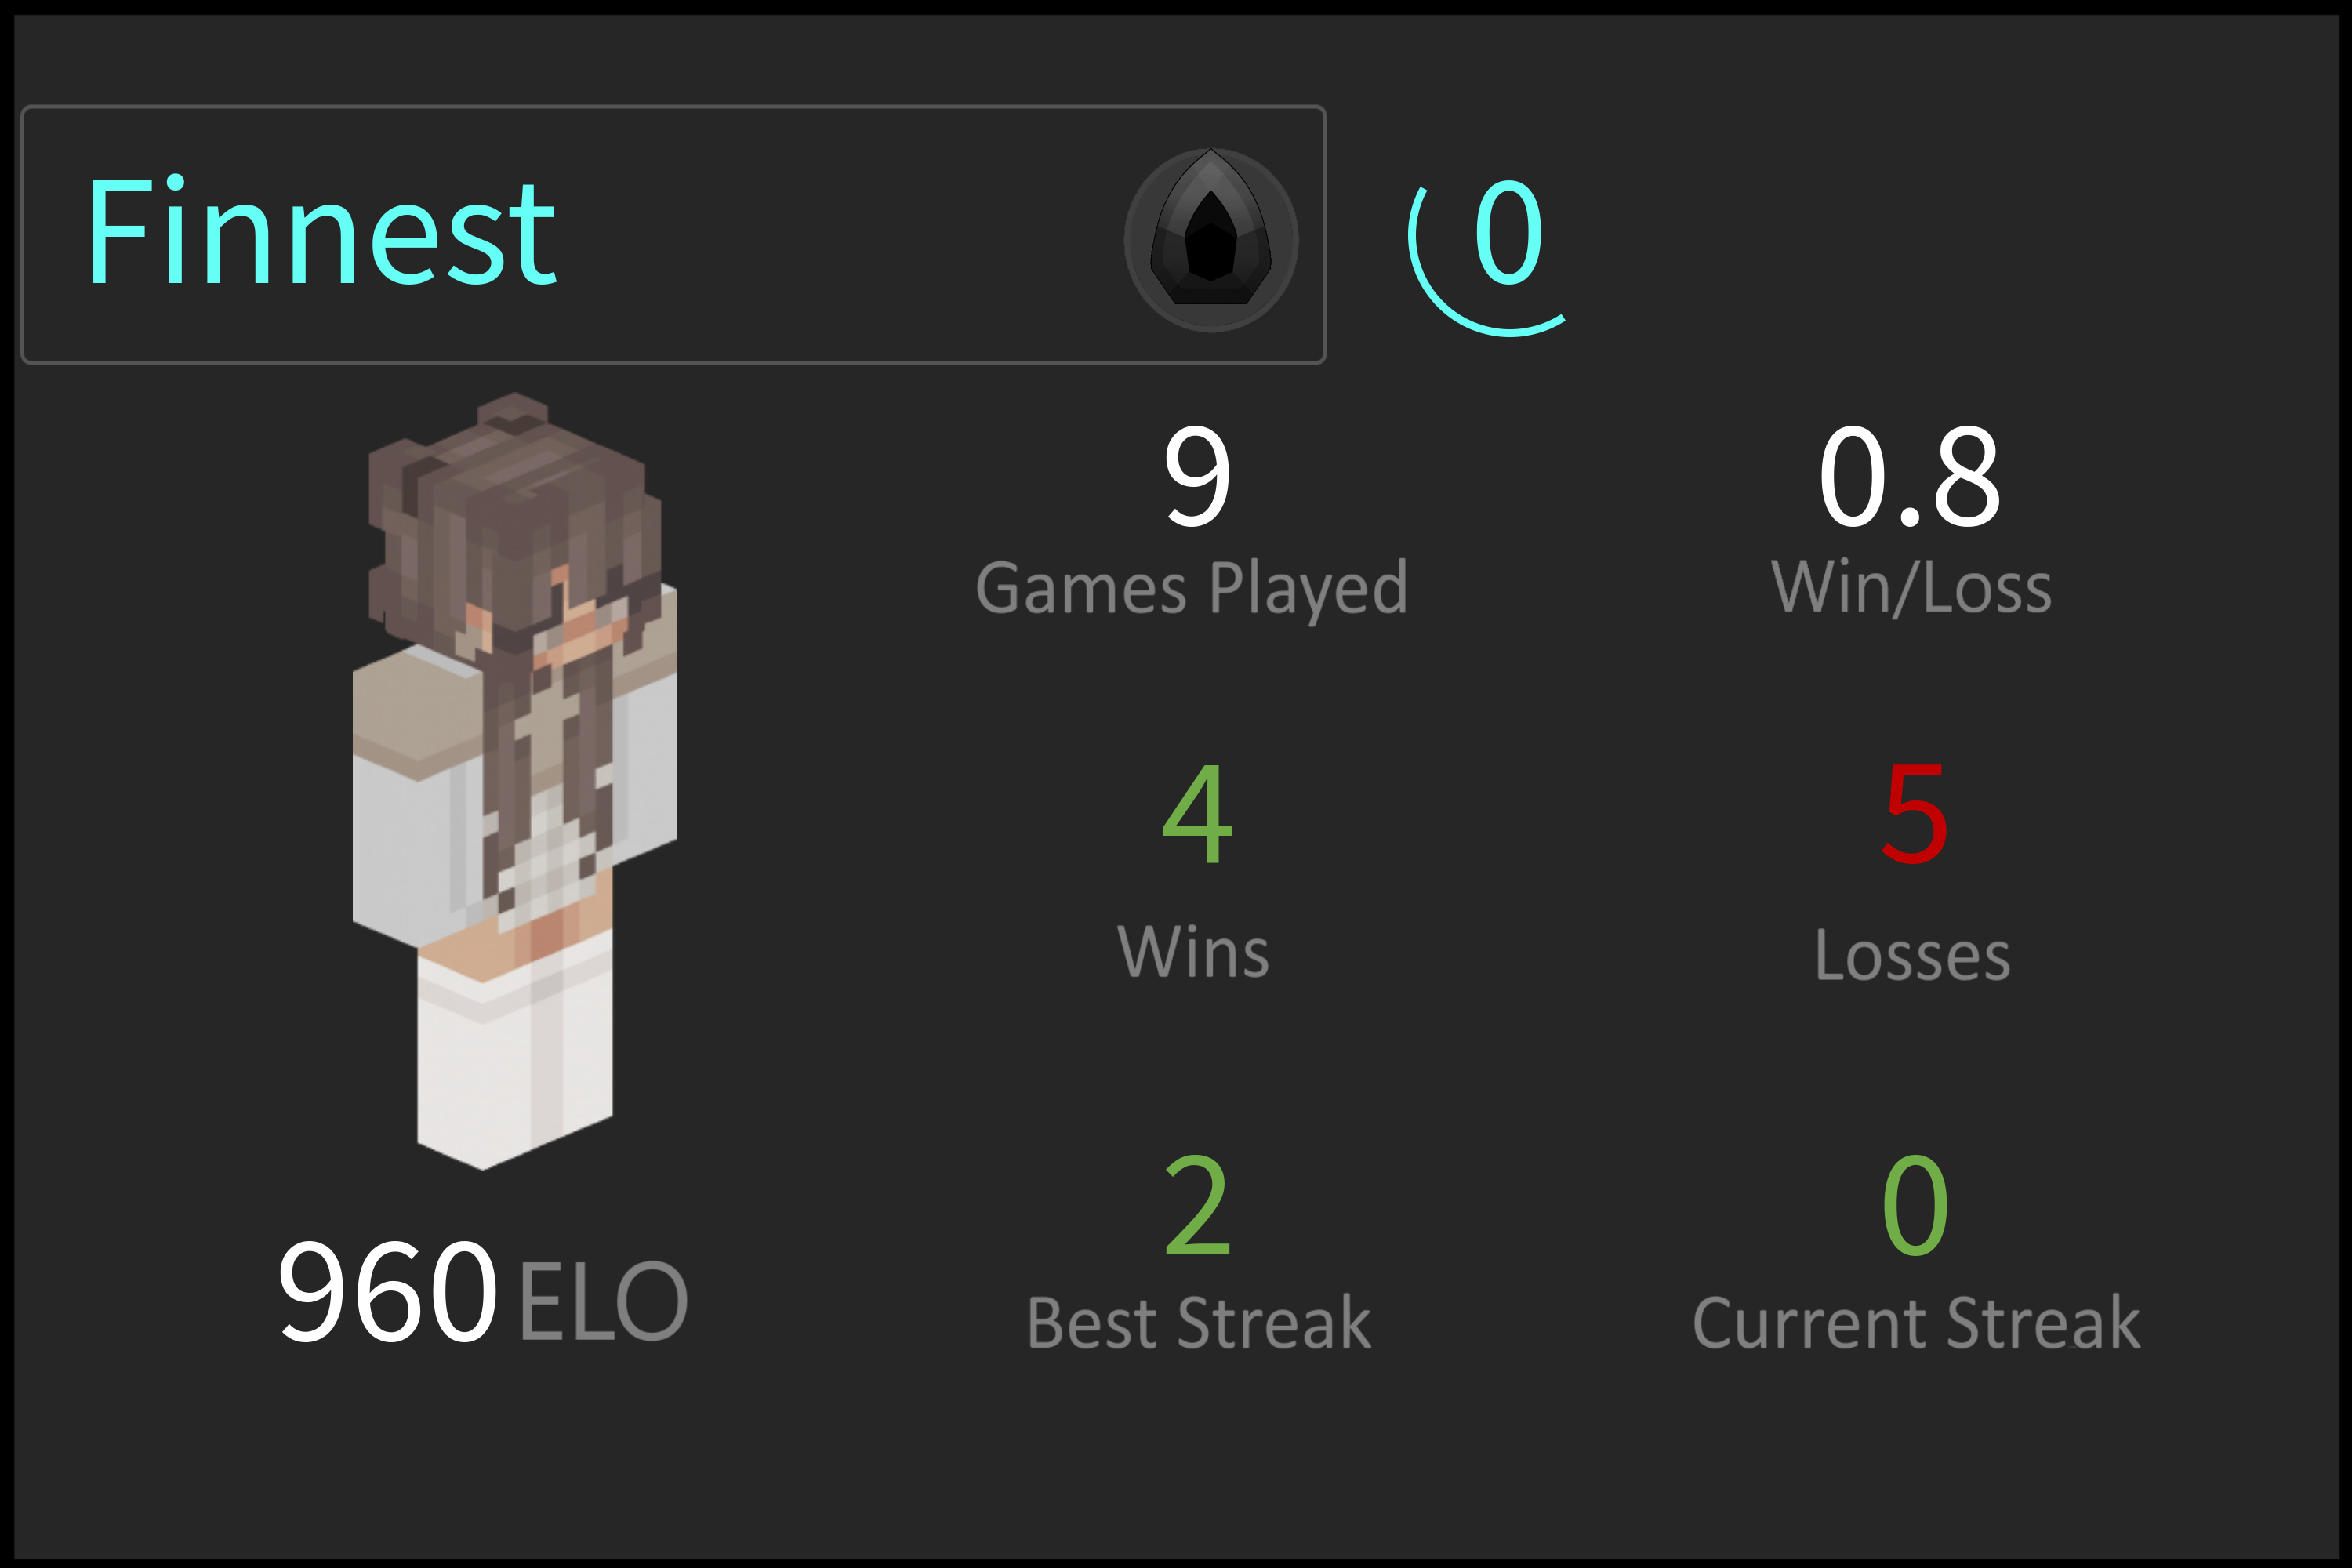 Finnest
0
9
Games Played
0.8
Win/Loss
4
Wins
5
Losses
960 ELO
2
Best Streak
0
Current Streak